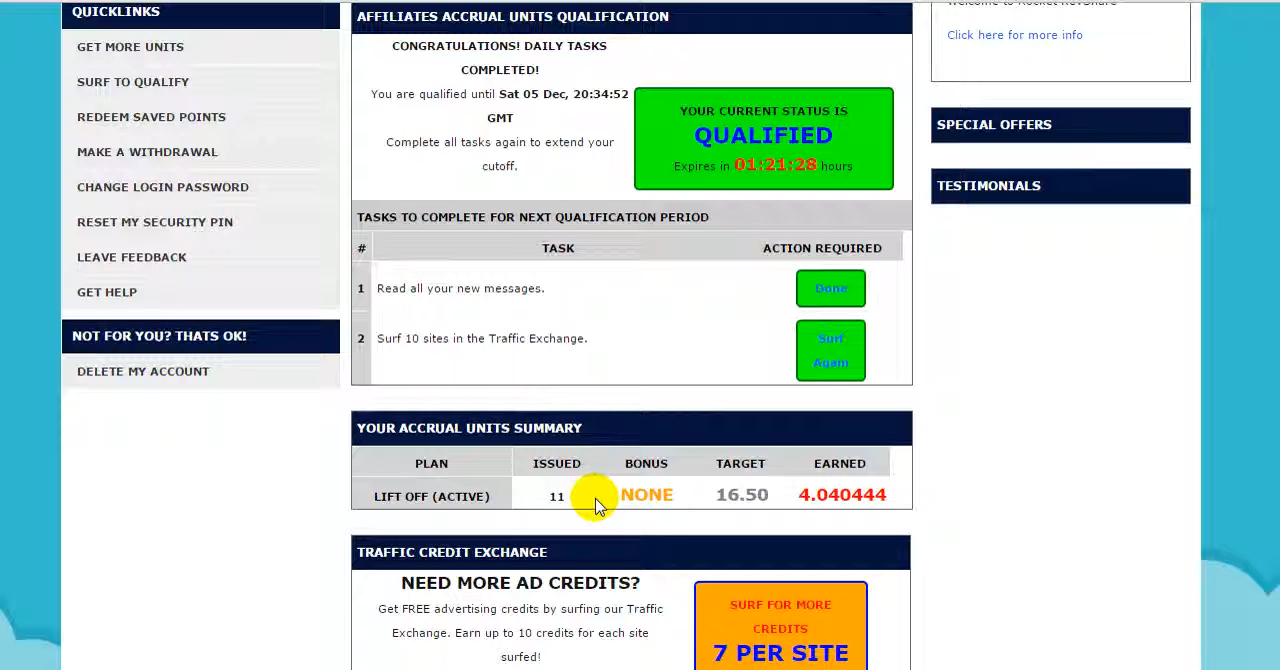 QUICKLINKS
GET MORE UNITS
SURF TO QUALIFY
REDEEM SAVED POINTS
MAKE A WITHDRAWAL
CHANGE LOGIN PASSWORD
RESET MY SECURITY PIN
LEAVE FEEDBACK
GET HELP
NOT FOR YOU? THATS OK!
DELETE MY ACCOUNT
AFFILIATES ACCRUAL UNITS QUALIFICATION
CONGRATULATIONS! DAILY TASKS
COMPLETED!
You are qualified until Sat 05 Dec, 20:34:52
GMT
Complete all tasks again to extend your
cutoff.
YOUR CURRENT STATUS IS
QUALIFIED
Expires in 01:21:28 hours
TASKS TO COMPLETE FOR NEXT QUALIFICATION PERIOD
# TASK ACTION REQUIRED
1 Read all your new messages. Done
2 Surf 10 sites in the Traffic Exchange. Surf
Again
YOUR ACCRUAL UNITS SUMMARY
PLAN ISSUED BONUS TARGET EARNED
LIFT OFF (ACTIVE) 11 NONE 16.50 4.040444
TRAFFIC CREDIT EXCHANGE
NEED MORE AD CREDITS?
Get FREE advertising credits by surfing our Traffic
Exchange. Earn up to 10 credits for each site
surfed!
SURF FOR MORE
CREDITS
7 PER SITE
Welcome to Rocket RevShare
Click here for more info
SPECIAL OFFERS
TESTIMONIALS